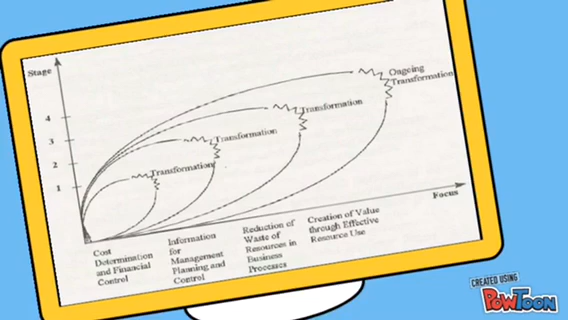 Stage
Ongoing
Transformation
4
Transformation
3
Transformation
2
Transformation
1
Focus
Cost
Determination
and Financial
Control
Information
for
Management
Planning and
Control
Reduction of
Waste of
Resources in
Business
Processes
Creation of Value
through Effective
Resource Use
CREATED USING
POWTOON